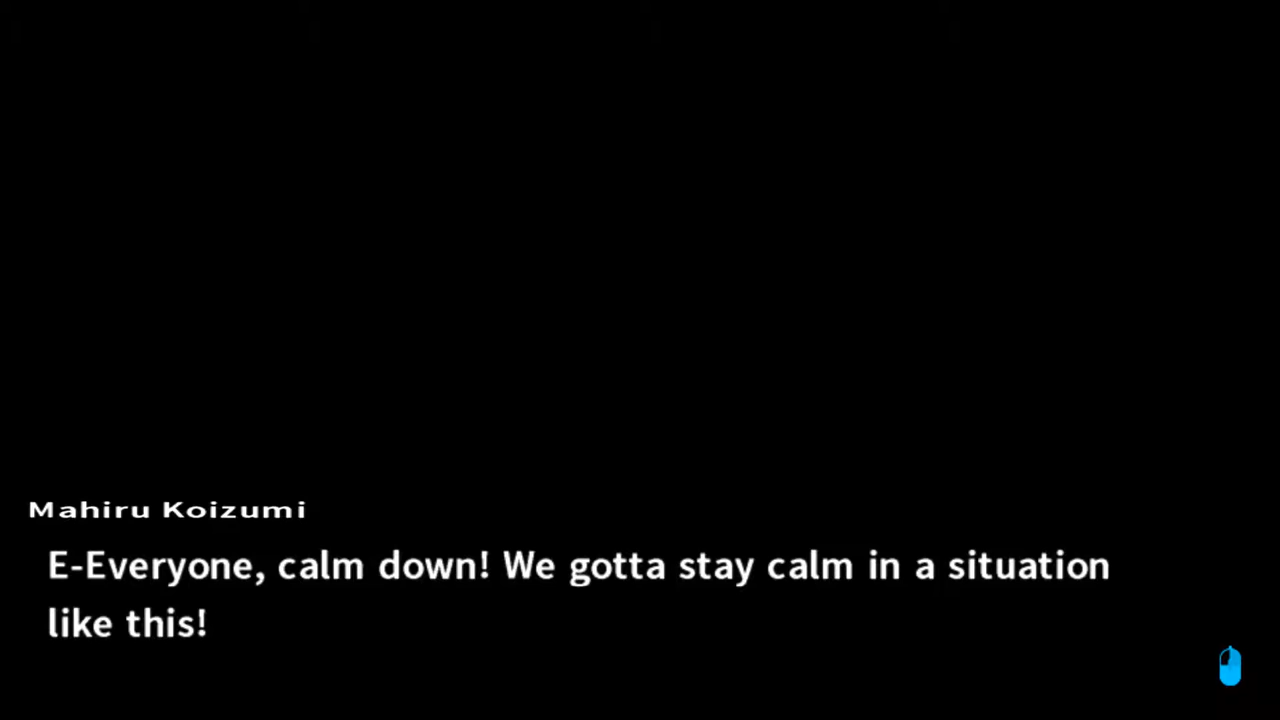 Mahiru Koizumi
E-Everyone, calm down! We gotta stay calm in a situation
like this!